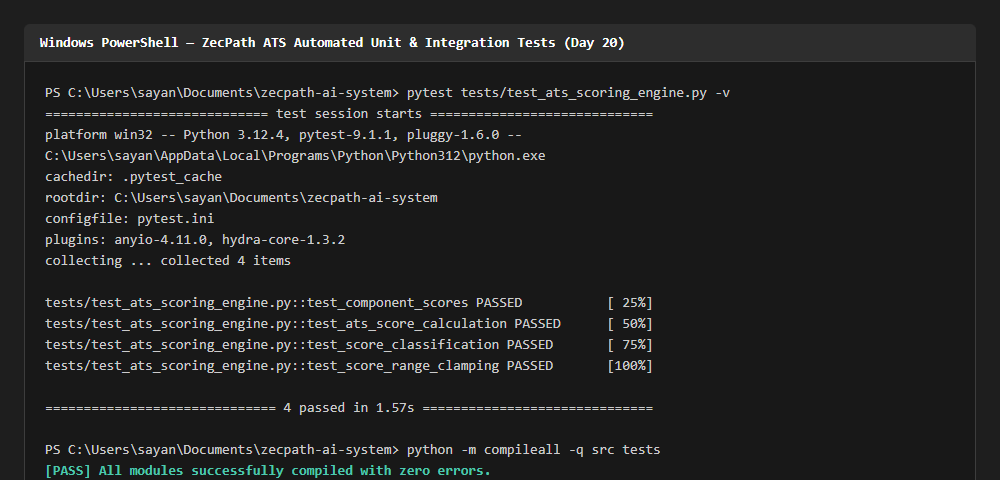 Windows PowerShell — ZecPath ATS Automated Unit & Integration Tests (Day 20)
PS C:\Users\sayan\Documents\zecpath-ai-system> pytest tests/test_ats_scoring_engine.py -v
============================= test session starts =============================
platform win32 -- Python 3.12.4, pytest-9.1.1, pluggy-1.6.0 --
C:\Users\sayan\AppData\Local\Programs\Python\Python312\python.exe
cachedir: .pytest_cache
rootdir: C:\Users\sayan\Documents\zecpath-ai-system
configfile: pytest.ini
plugins: anyio-4.11.0, hydra-core-1.3.2
collecting ... collected 4 items
tests/test_ats_scoring_engine.py::test_component_scores PASSED           [ 25%]
tests/test_ats_scoring_engine.py::test_ats_score_calculation PASSED      [ 50%]
tests/test_ats_scoring_engine.py::test_score_classification PASSED       [ 75%]
tests/test_ats_scoring_engine.py::test_score_range_clamping PASSED       [100%]
============================== 4 passed in 1.57s ==============================
PS C:\Users\sayan\Documents\zecpath-ai-system> python -m compileall -q src tests
[PASS] All modules successfully compiled with zero errors.